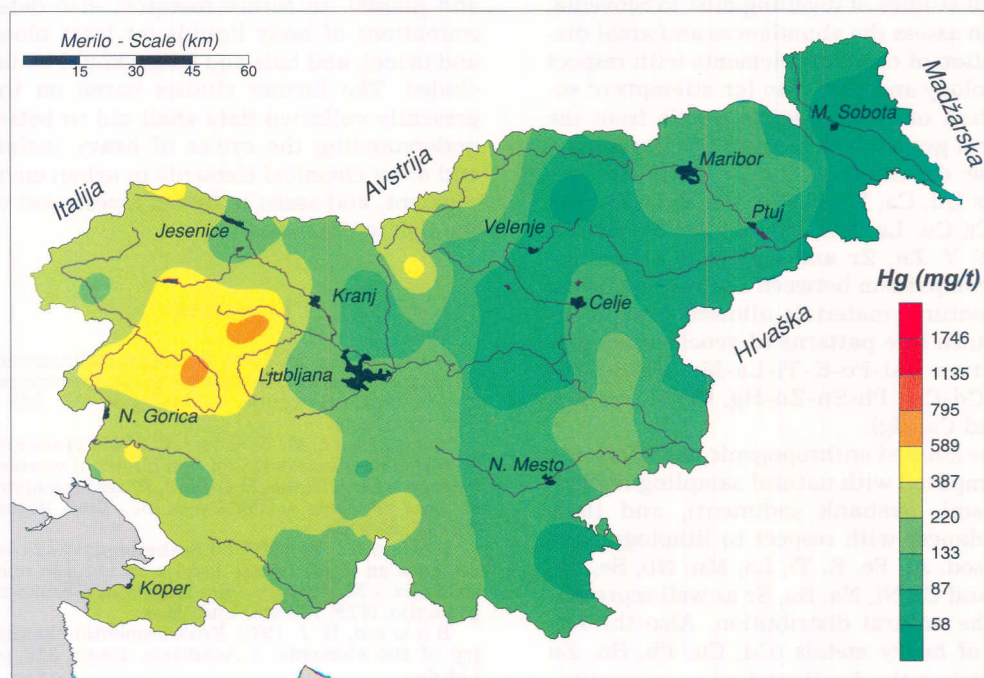 Merilo - Scale (km)
0 15 30 45 60
Italija
Avstrija
Madžarska
Hrvaška
M. Sobota
Maribor
Ptuj
Jesenice
Velenje
Kranj
Celje
Ljubljana
N. Gorica
N. Mesto
Koper
Hg (mg/t)
1746
1135
795
589
387
220
133
87
58